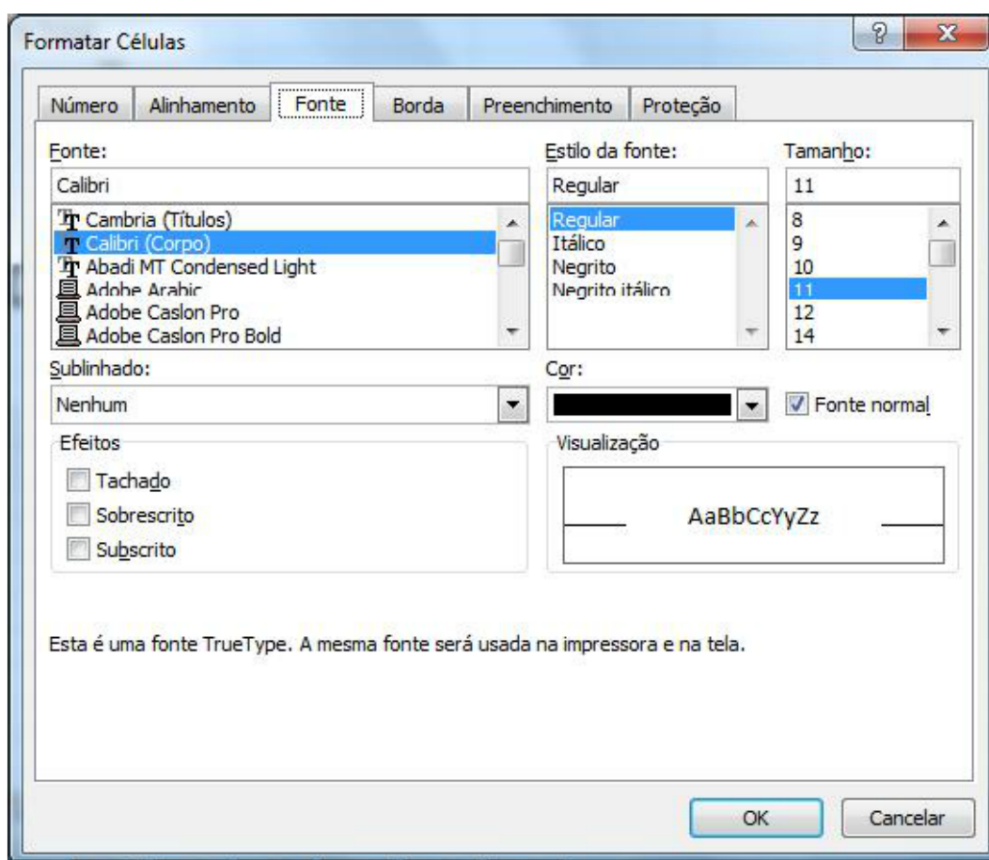 Formatar Células
Número Alinhamento Fonte Borda Preenchimento Proteção
Fonte: Estilo da fonte: Tamanho:
Calibri Regular 11
Cambria (Títulos) Regular 8
Calibri (Corpo) Itálico 9
Abadi MT Condensed Light Negrito 10
Adobe Arabic Negrito itálico 11
Adobe Caslon Pro 12
Adobe Caslon Pro Bold 14
Sublinhado: Cor:
Nenhum Fonte normal
Efeitos Visualização
Tachado
Sobrescrito AaBbCcYyZz
Subscrito
Esta é uma fonte TrueType. A mesma fonte será usada na impressora e na tela.
OK Cancelar